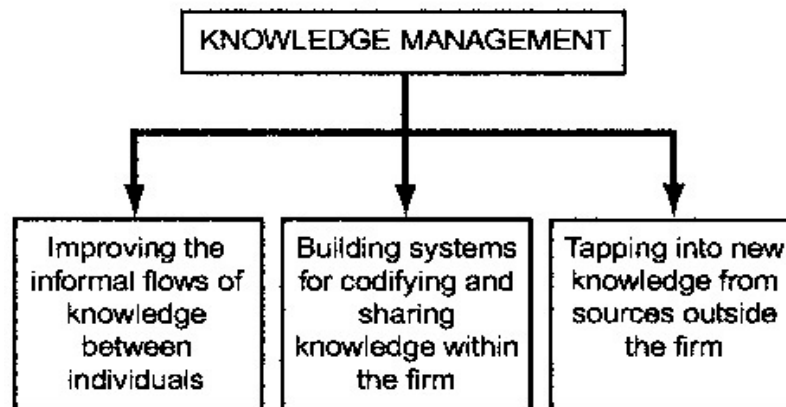 KNOWLEDGE MANAGEMENT
Improving the
informal flows of
knowledge
between
individuals
Building systems
for codifying and
sharing
knowledge within
the firm
Tapping into new
knowledge from
sources outside
the firm